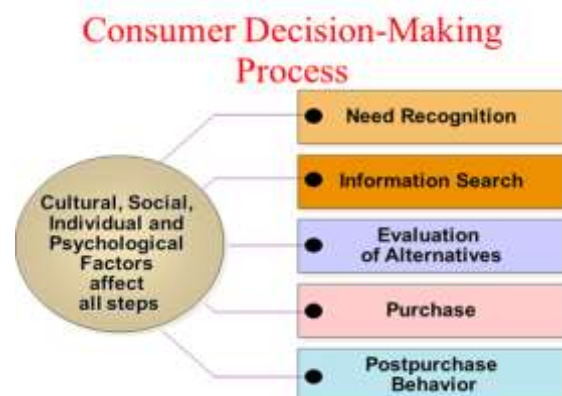 Consumer Decision-Making
Process
Cultural, Social,
Individual and
Psychological
Factors
affect
all steps
Need Recognition
Information Search
Evaluation
of Alternatives
Purchase
Postpurchase
Behavior